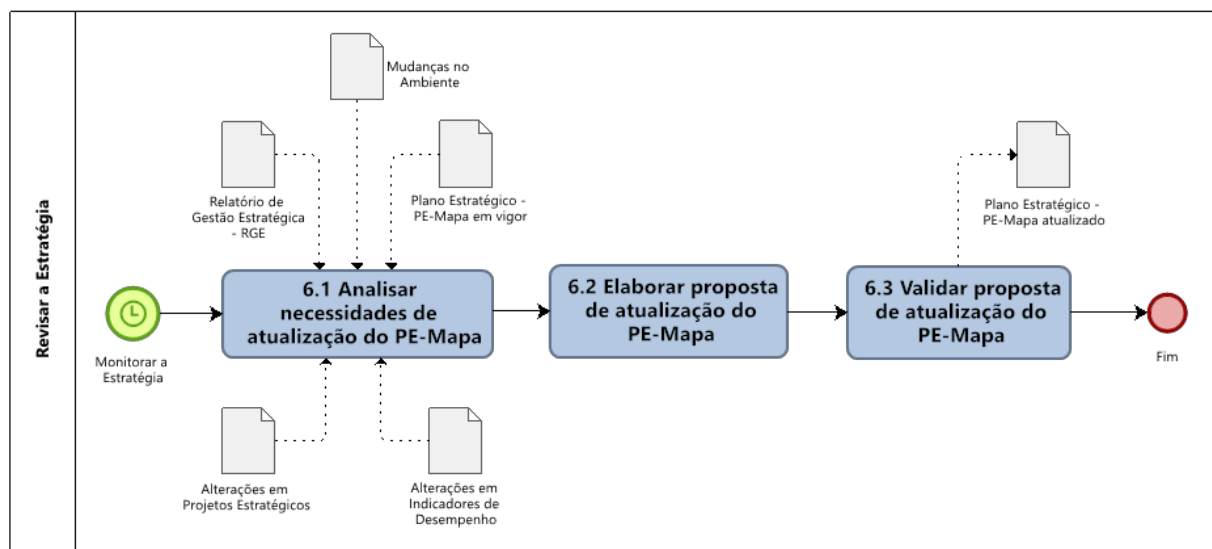 Revisar a Estratégia
Mudanças no
Ambiente
Relatório de
Gestão Estratégica
- RGE
Plano Estratégico -
PE-Mapa em vigor
Plano Estratégico -
PE-Mapa atualizado
Monitorar a
Estratégia
6.1 Analisar
necessidades de
atualização do PE-Mapa
6.2 Elaborar proposta
de atualização do
PE-Mapa
6.3 Validar proposta
de atualização do
PE-Mapa
Fim
Alterações em
Projetos Estratégicos
Alterações em
Indicadores de
Desempenho